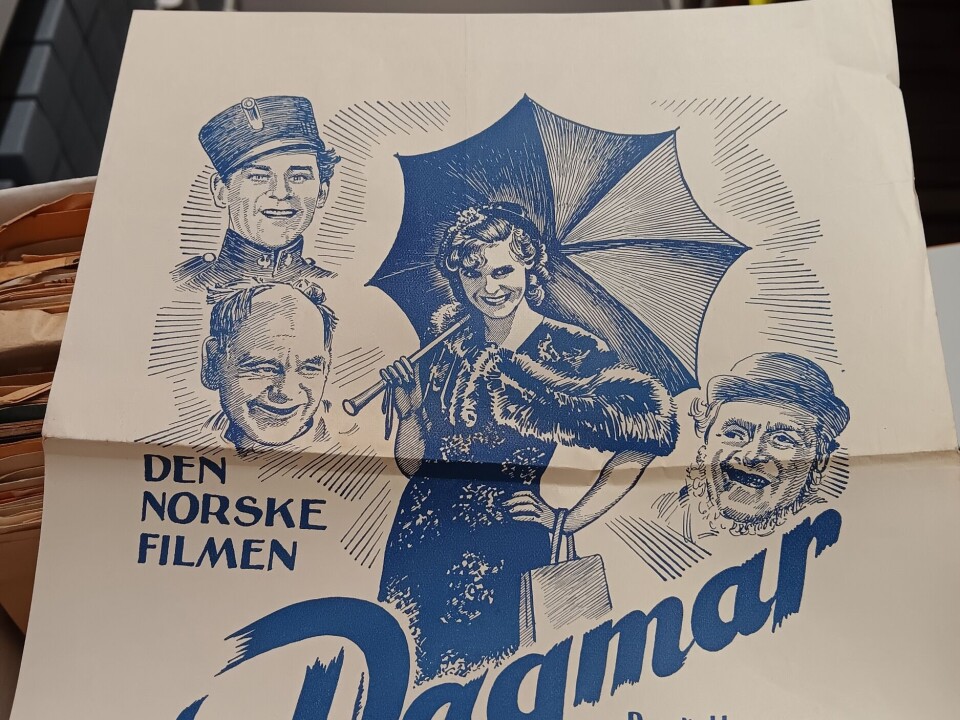 DEN
NORSKE
FILMEN
Dagmar